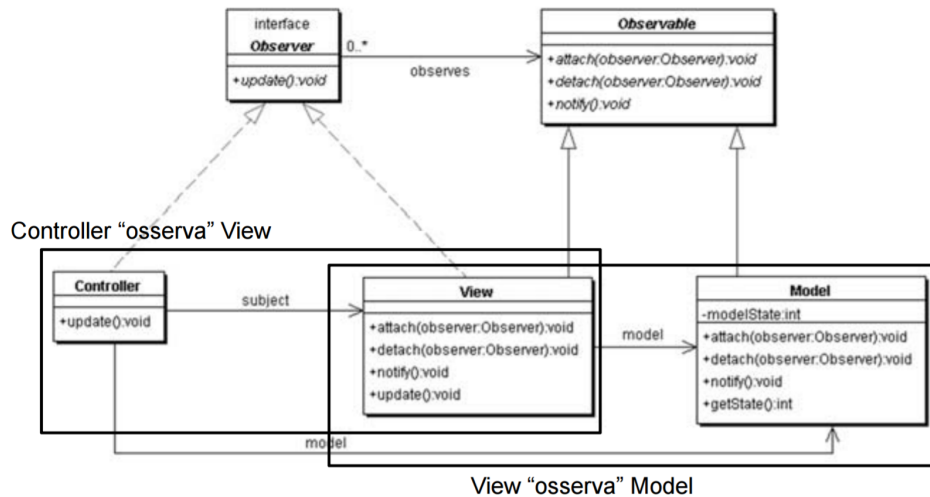 interface
Observer
+update():void
0..*
observes
Observable
+attach(observer:Observer):void
+detach(observer:Observer):void
+notify():void
Controller “osserva” View
Controller
+update():void
subject
View
+attach(observer:Observer):void
+detach(observer:Observer):void
+notify():void
+update():void
model
Model
-modelState:int
+attach(observer:Observer):void
+detach(observer:Observer):void
+notify():void
+getState():int
model
View “osserva” Model